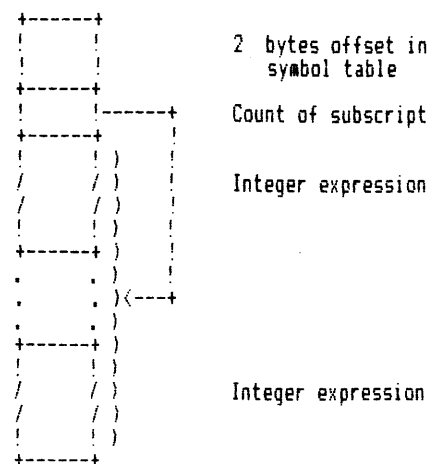 2 bytes offset in
symbol table
Count of subscript
Integer expression
Integer expression